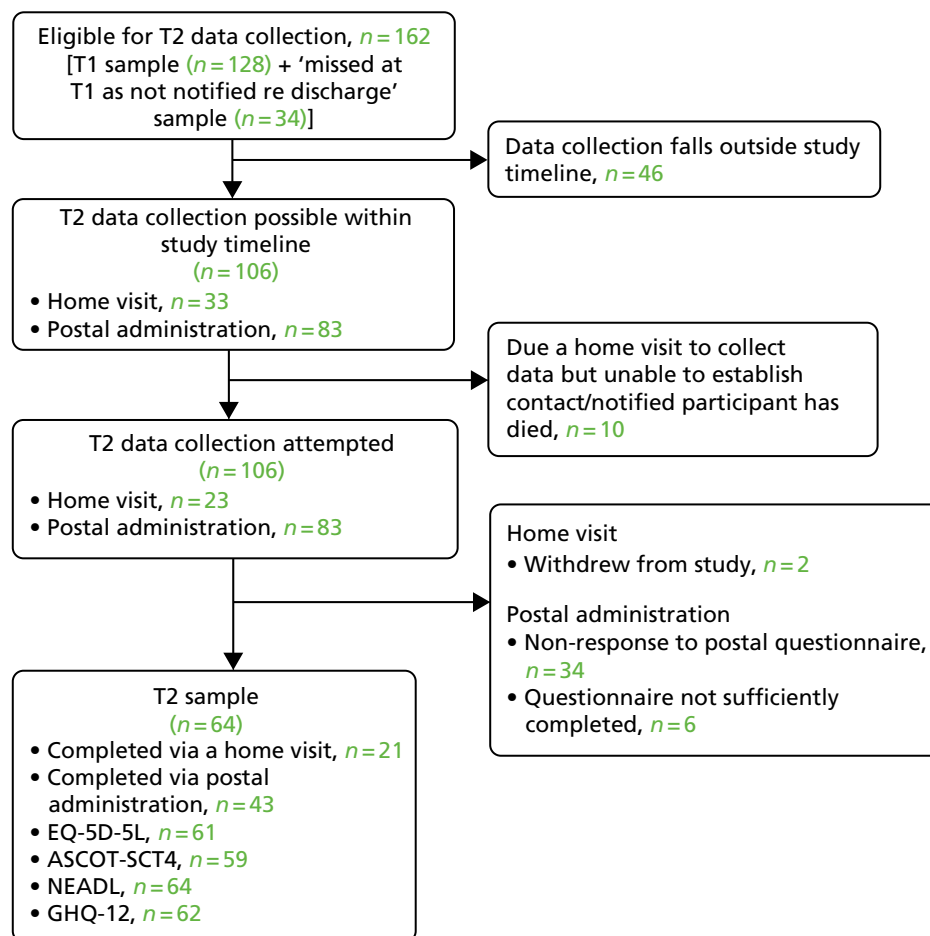 Eligible for T2 data collection, n=162
[T1 sample (n=128) + ‘missed at
T1 as not notified re discharge’
sample (n=34)]
Data collection falls outside study
timeline, n=46
T2 data collection possible within
study timeline
(n=106)
• Home visit, n=33
• Postal administration, n=83
Due a home visit to collect
data but unable to establish
contact/notified participant has
died, n=10
T2 data collection attempted
(n=106)
• Home visit, n=23
• Postal administration, n=83
Home visit
• Withdrew from study, n=2
Postal administration
• Non-response to postal questionnaire,
n=34
• Questionnaire not sufficiently
completed, n=6
T2 sample
(n=64)
• Completed via a home visit, n=21
• Completed via postal
administration, n=43
• EQ-5D-5L, n=61
• ASCOT-SCT4, n=59
• NEADL, n=64
• GHQ-12, n=62